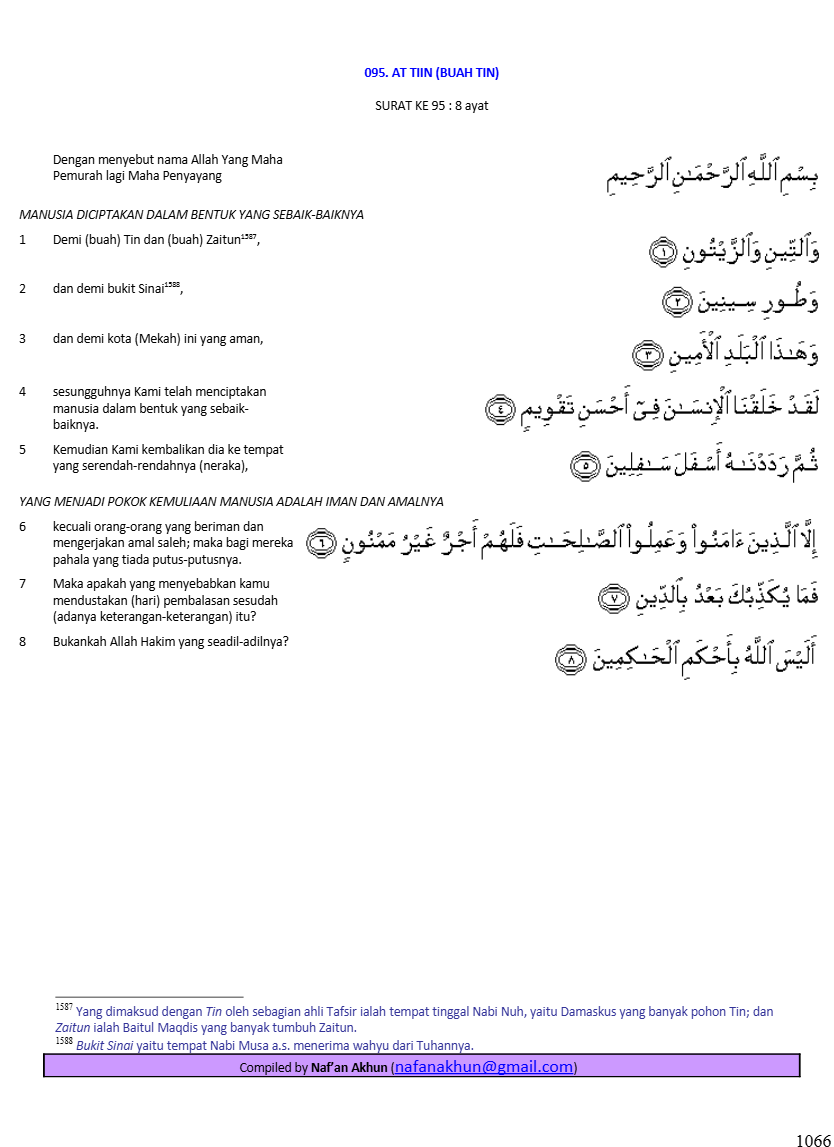 095. AT TIIN (BUAH TIN)
SURAT KE 95 : 8 ayat
Dengan menyebut nama Allah Yang Maha
Pemurah lagi Maha Penyayang
بِسْمِ ٱللَّهِ ٱلرَّحْمَـٰنِ ٱلرَّحِيمِ
MANUSIA DICIPTAKAN DALAM BENTUK YANG SEBAIK-BAIKNYA
1 Demi (buah) Tin dan (buah) Zaitun1587,
وَٱلتِّينِ وَٱلزَّيْتُونِ ١
2 dan demi bukit Sinai1588,
وَطُورِ سِينِينَ ٢
3 dan demi kota (Mekah) ini yang aman,
وَهَـٰذَا ٱلْبَلَدِ ٱلْأَمِينِ ٣
4 sesungguhnya Kami telah menciptakan
manusia dalam bentuk yang sebaik-
baiknya.
لَقَدْ خَلَقْنَا ٱلْإِنسَـٰنَ فِىٓ أَحْسَنِ تَقْوِيمٍ ٤
5 Kemudian Kami kembalikan dia ke tempat
yang serendah-rendahnya (neraka),
ثُمَّ رَدَدْنَـٰهُ أَسْفَلَ سَـٰفِلِينَ ٥
YANG MENJADI POKOK KEMULIAAN MANUSIA ADALAH IMAN DAN AMALNYA
6 kecuali orang-orang yang beriman dan
mengerjakan amal saleh; maka bagi mereka
pahala yang tiada putus-putusnya.
إِلَّا ٱلَّذِينَ ءَامَنُوا۟ وَعَمِلُوا۟ ٱلصَّـٰلِحَـٰتِ فَلَهُمْ أَجْرٌ غَيْرُ مَمْنُونٍ ٦
7 Maka apakah yang menyebabkan kamu
mendustakan (hari) pembalasan sesudah
(adanya keterangan-keterangan) itu?
فَمَا يُكَذِّبُكَ بَعْدُ بِٱلدِّينِ ٧
8 Bukankah Allah Hakim yang seadil-adilnya?
أَلَيْسَ ٱللَّهُ بِأَحْكَمِ ٱلْحَـٰكِمِينَ ٨
1587 Yang dimaksud dengan Tin oleh sebagian ahli Tafsir ialah tempat tinggal Nabi Nuh, yaitu Damaskus yang banyak pohon Tin; dan
Zaitun ialah Baitul Maqdis yang banyak tumbuh Zaitun.
1588 Bukit Sinai yaitu tempat Nabi Musa a.s. menerima wahyu dari Tuhannya.
Compiled by Naf’an Akhun (nafanakhun@gmail.com)
1066